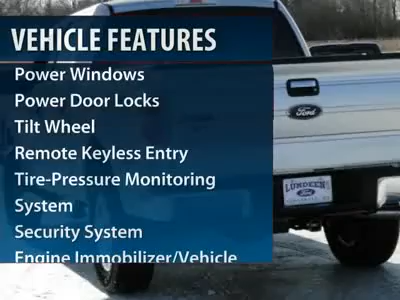 VEHICLE FEATURES
Power Windows
Power Door Locks
Tilt Wheel
Remote Keyless Entry
Tire-Pressure Monitoring
System
Security System
Engine Immobilizer/Vehicle
Ford
LUNDEEN
Ford